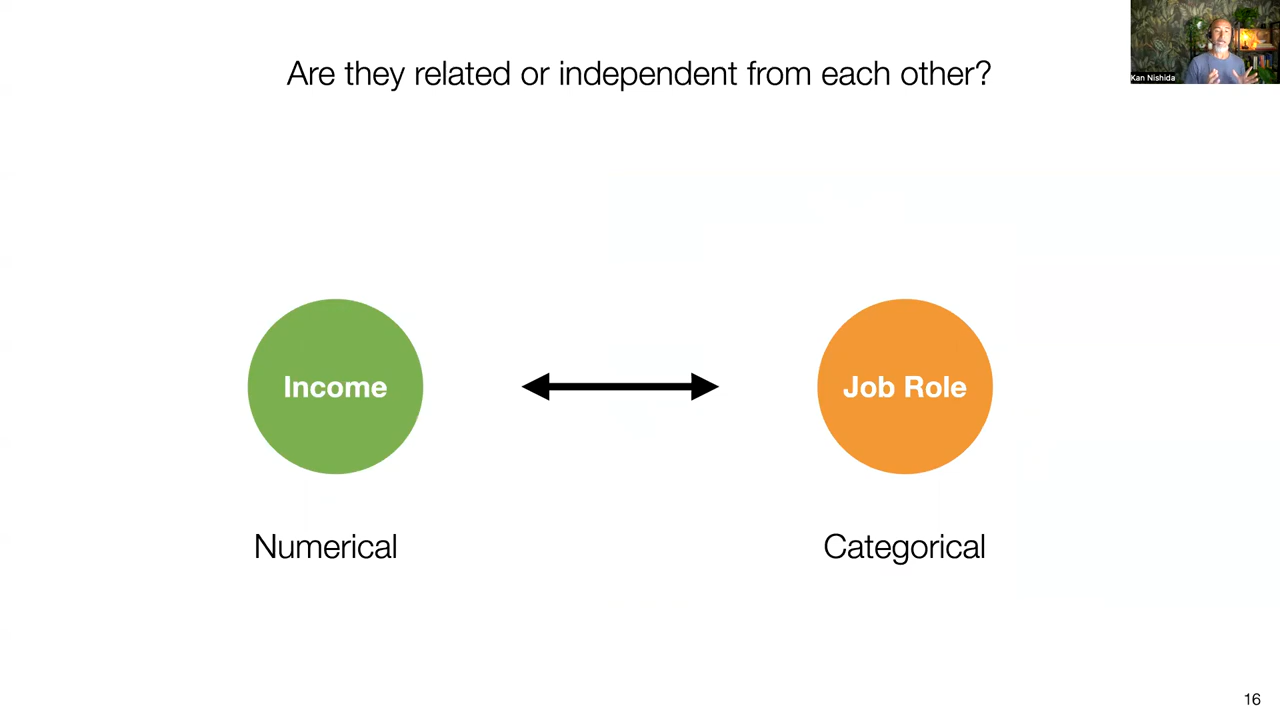 Are they related or independent from each other?
Kan Nishida
Income
Job Role
Numerical
Categorical
16